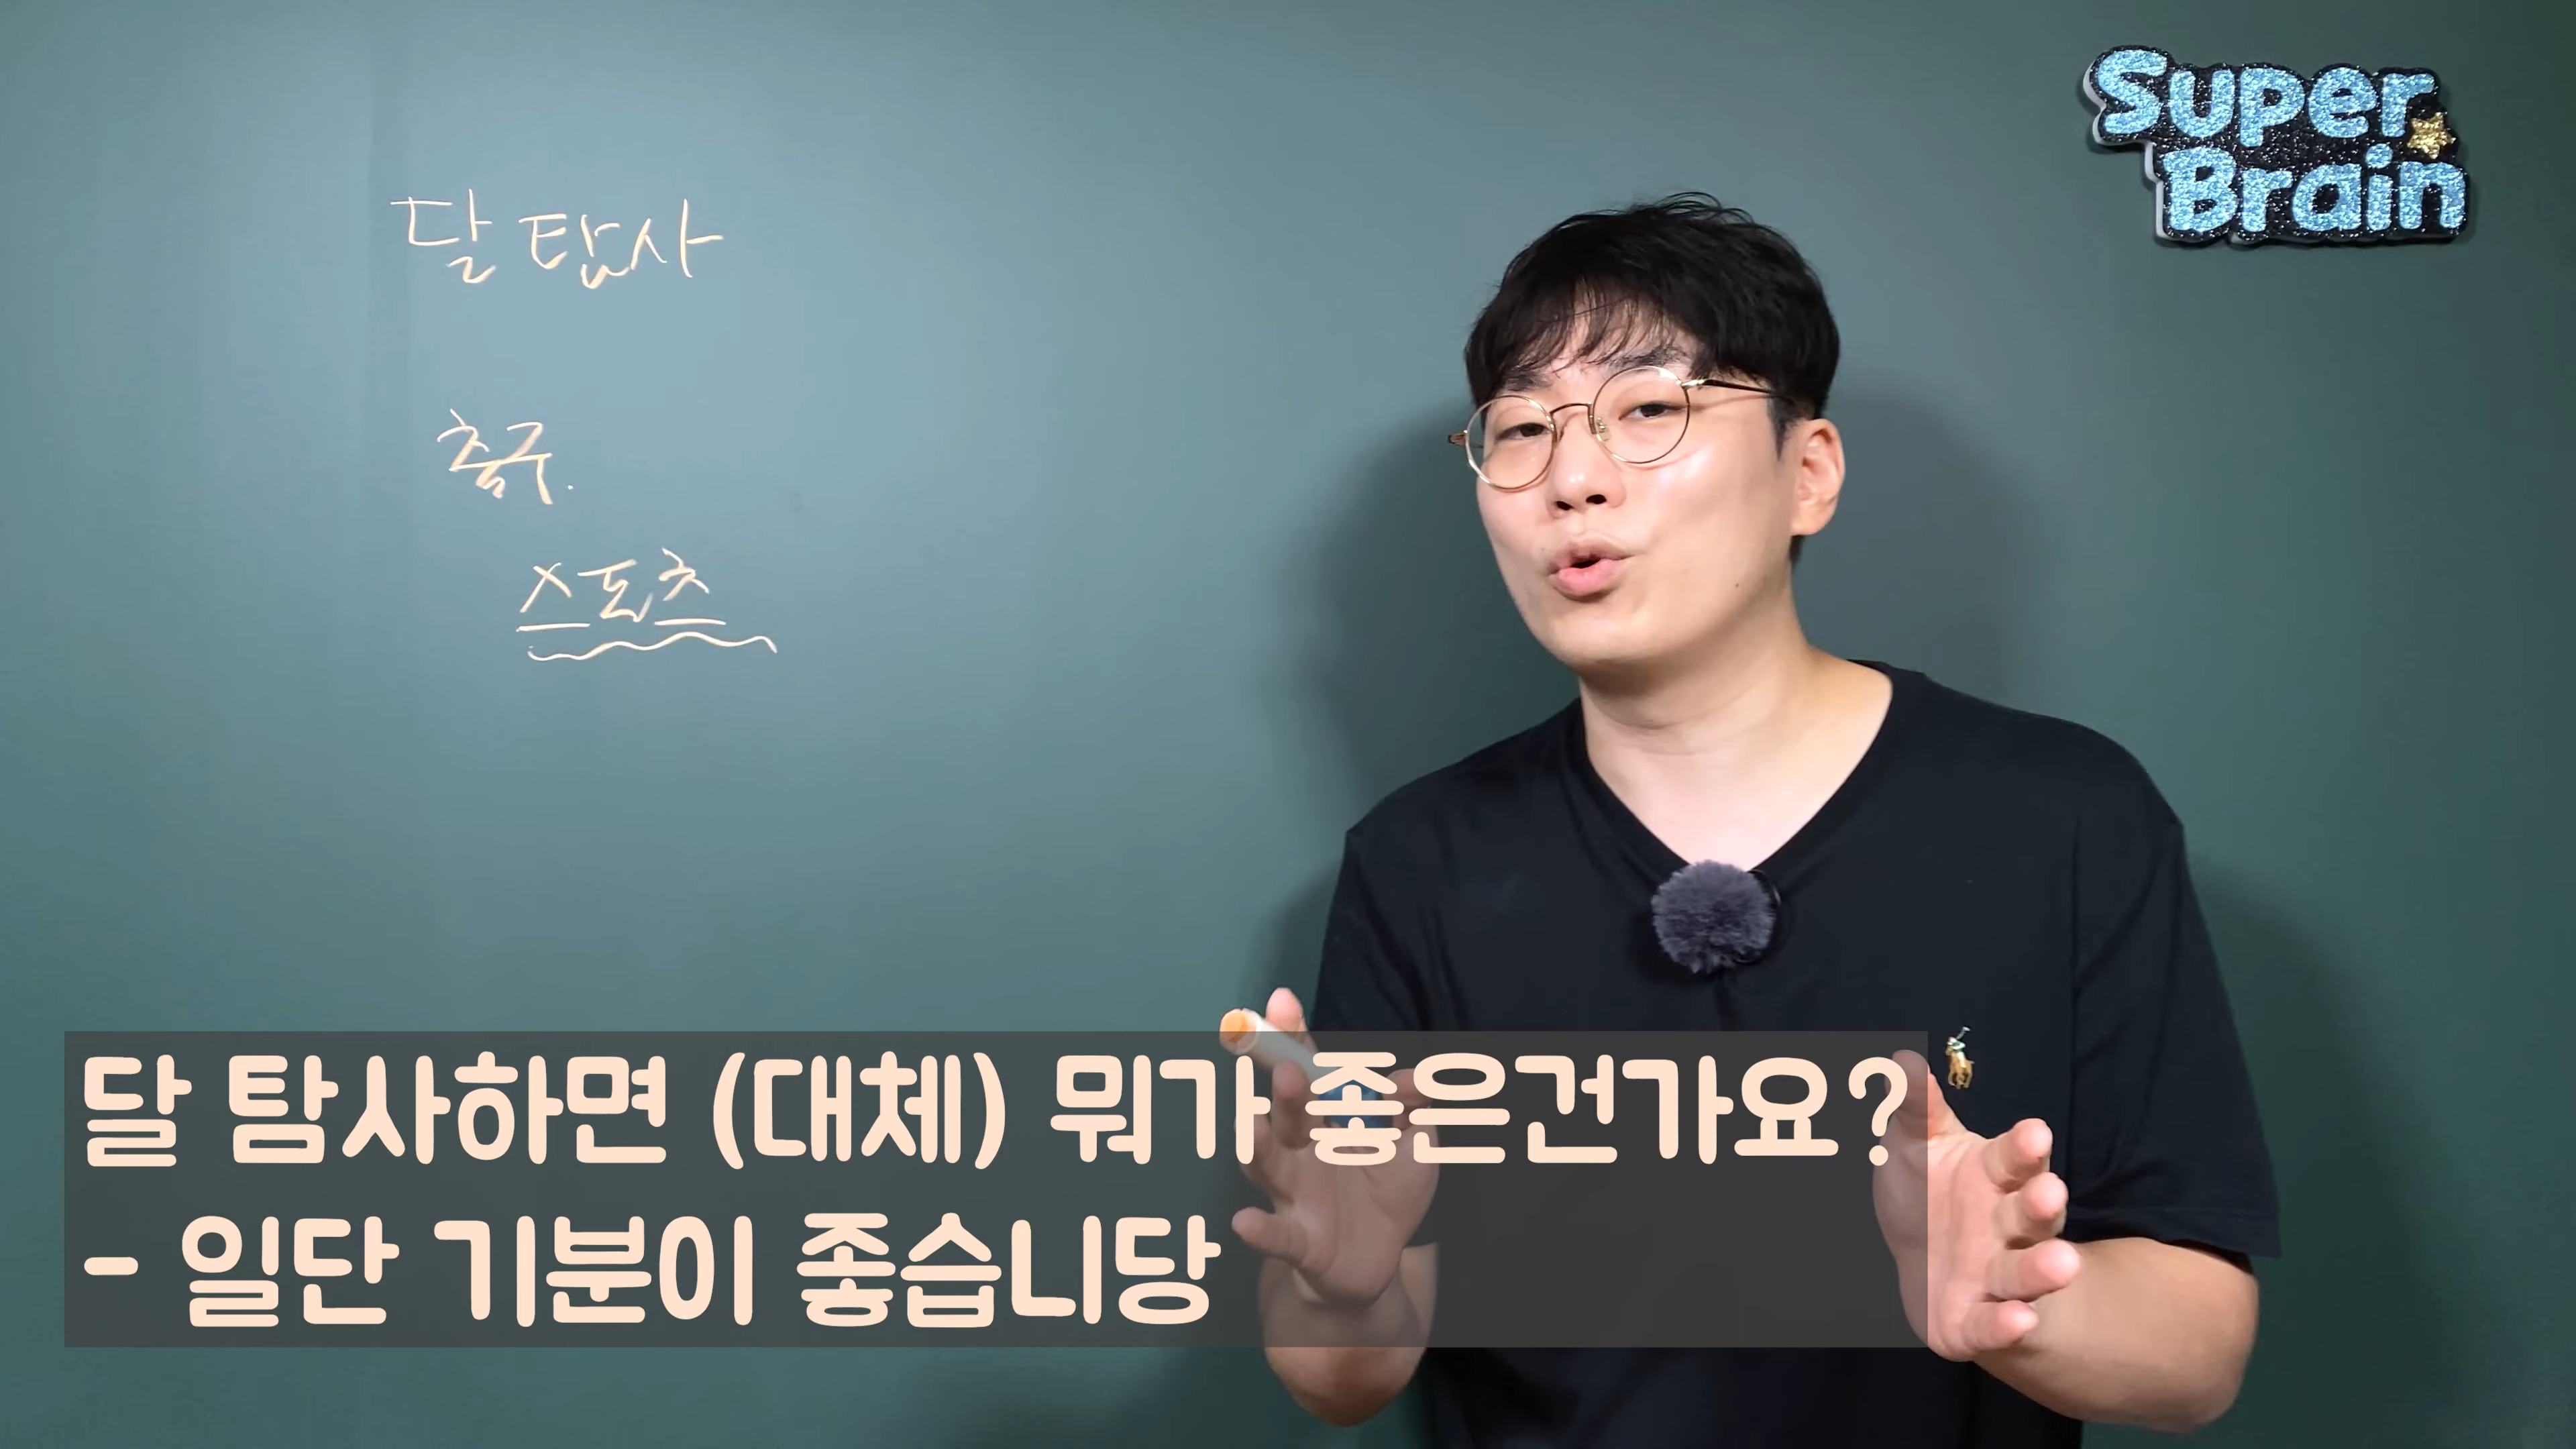 Super
Brain
달 탐사
축구.
스포츠
달 탐사하면 (대체) 뭐가 좋은건가요?
- 일단 기분이 좋습니당